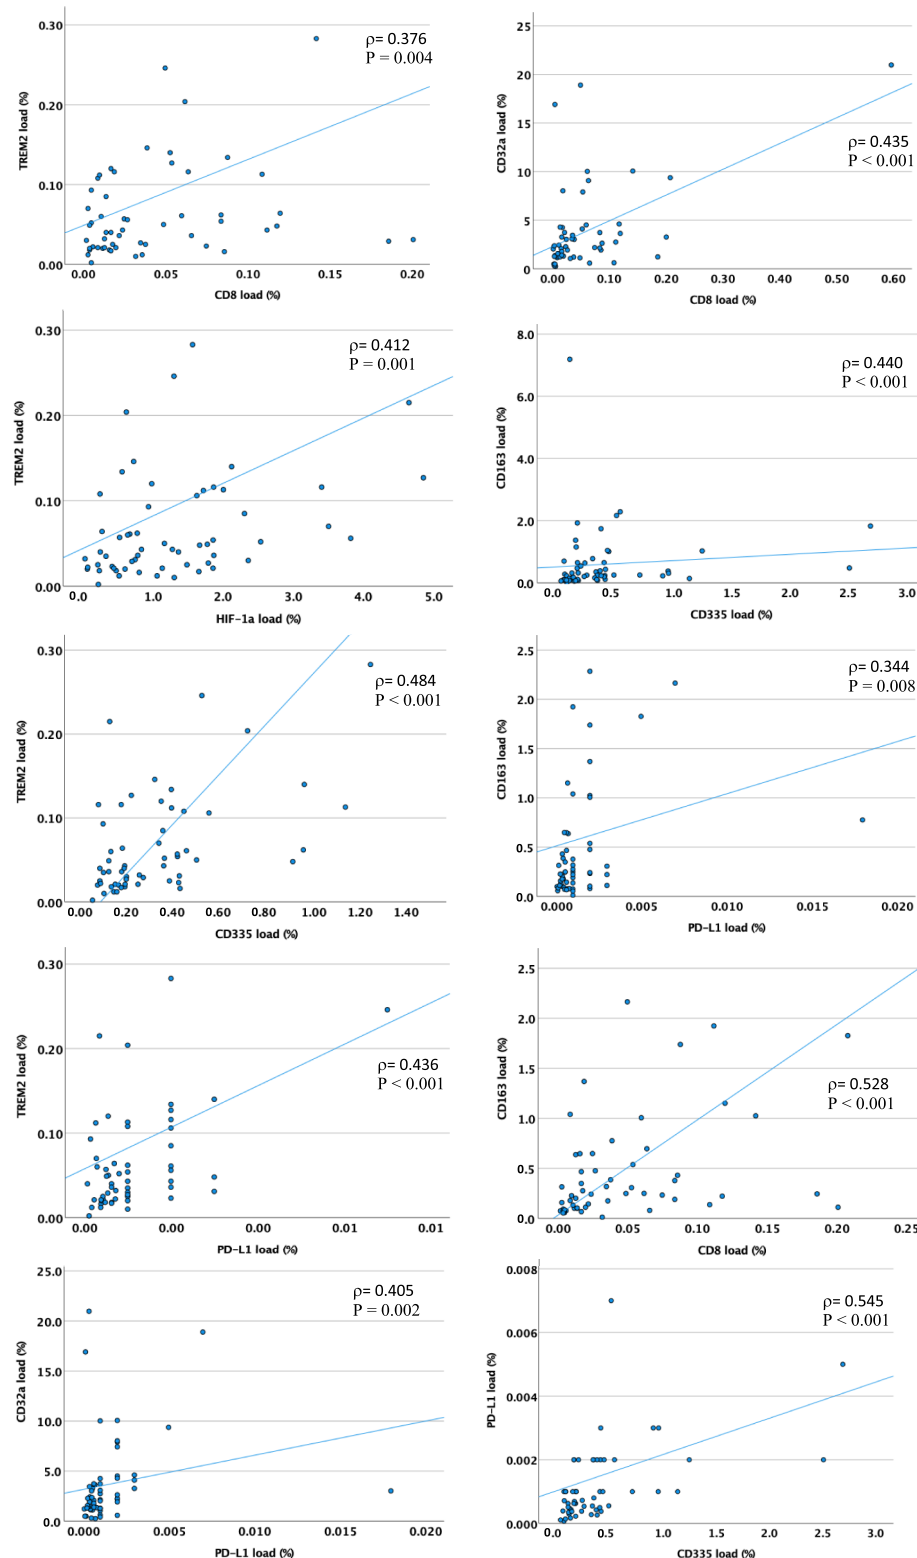 0.30
0.20
0.10
0.00
TREM2 load (%)
ρ= 0.376
P = 0.004
0.00 0.05 0.10 0.15 0.20
CD8 load (%)
25
20
15
10
5
0
CD32a load (%)
ρ= 0.435
P < 0.001
0.00 0.10 0.20 0.30 0.40 0.50 0.60
CD8 load (%)
0.30
0.20
0.10
0.00
TREM2 load (%)
ρ= 0.412
P = 0.001
0.0 1.0 2.0 3.0 4.0 5.0
HIF-1a load (%)
8.0
6.0
4.0
2.0
0.0
CD163 load (%)
ρ= 0.440
P < 0.001
0.0 0.5 1.0 1.5 2.0 2.5 3.0
CD335 load (%)
0.30
0.20
0.10
0.00
TREM2 load (%)
ρ= 0.484
P < 0.001
0.00 0.20 0.40 0.60 0.80 1.00 1.20 1.40
CD335 load (%)
2.5
2.0
1.5
1.0
0.5
0.0
CD163 load (%)
ρ= 0.344
P = 0.008
0.000 0.005 0.010 0.015 0.020
PD-L1 load (%)
0.30
0.20
0.10
0.00
TREM2 load (%)
ρ= 0.436
P < 0.001
0.00 0.00 0.00 0.01 0.01
PD-L1 load (%)
2.5
2.0
1.5
1.0
0.5
0.0
CD163 load (%)
ρ= 0.528
P < 0.001
0.00 0.05 0.10 0.15 0.20 0.25
CD8 load (%)
25.0
20.0
15.0
10.0
5.0
0.0
CD32a load (%)
ρ= 0.405
P = 0.002
0.000 0.005 0.010 0.015 0.020
PD-L1 load (%)
0.008
0.006
0.004
0.002
0.000
PD-L1 load (%)
ρ= 0.545
P < 0.001
0.0 0.5 1.0 1.5 2.0 2.5 3.0
CD335 load (%)